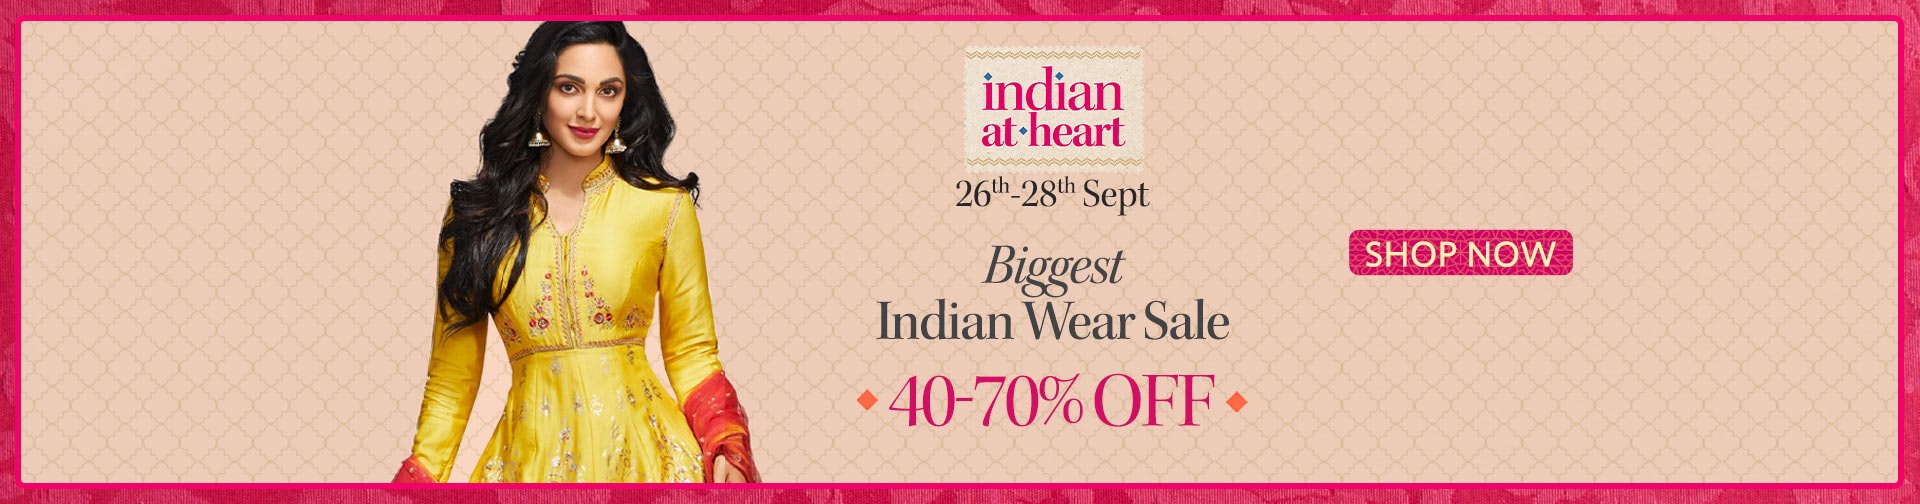 indian
at heart
26th-28th Sept
Biggest
Indian Wear Sale
40-70% OFF
SHOP NOW